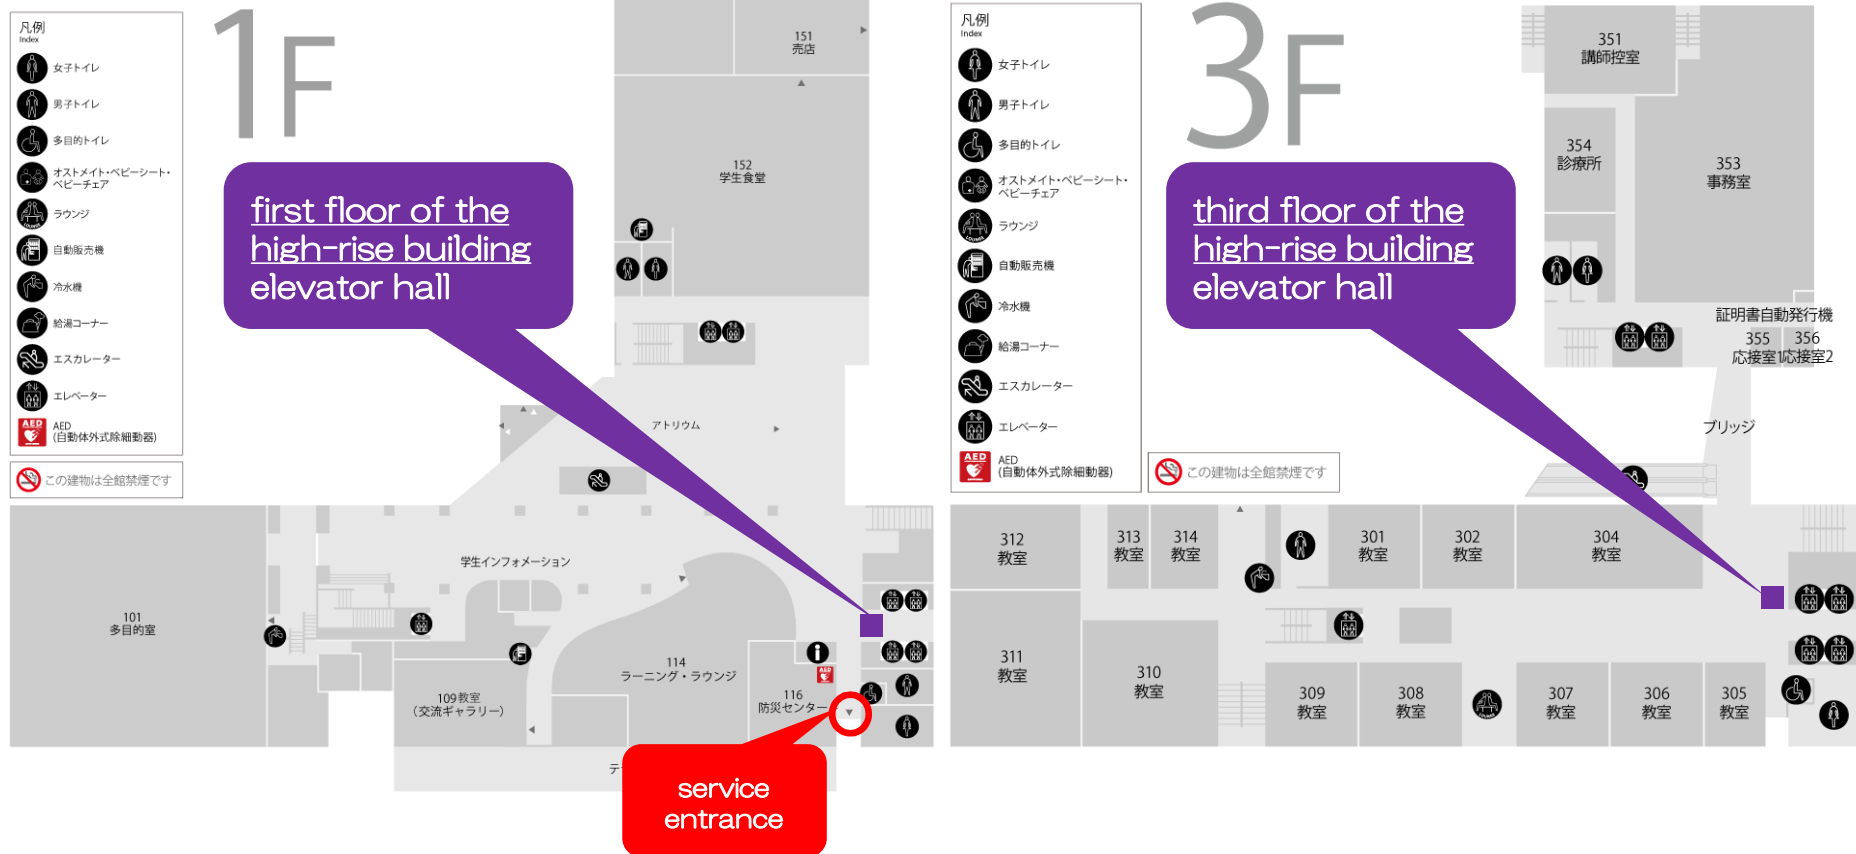 凡例
Index
女子トイレ
男子トイレ
多目的トイレ
オストメイト・ベビーシート・
ベビーチェア
ラウンジ
自動販売機
冷水機
給湯コーナー
エスカレーター
エレベーター
AED
AED
(自動体外式除細動器)
この建物は全館禁煙です
1F
first floor of the
high-rise building
elevator hall
151
売店
152
学生食堂
アトリウム
学生インフォメーション
101
多目的室
114
ラーニング・ラウンジ
109教室
(交流ギャラリー)
116
防災センター
AED
テ
service
entrance
凡例
Index
女子トイレ
男子トイレ
多目的トイレ
オストメイト・ベビーシート・
ベビーチェア
ラウンジ
自動販売機
冷水機
給湯コーナー
エスカレーター
エレベーター
AED
AED
(自動体外式除細動器)
この建物は全館禁煙です
3F
third floor of the
high-rise building
elevator hall
351
講師控室
354
診療所
353
事務室
証明書自動発行機
355
応接室1
356
応接室2
ブリッジ
312
教室
313
教室
314
教室
301
教室
302
教室
304
教室
311
教室
310
教室
309
教室
308
教室
307
教室
306
教室
305
教室